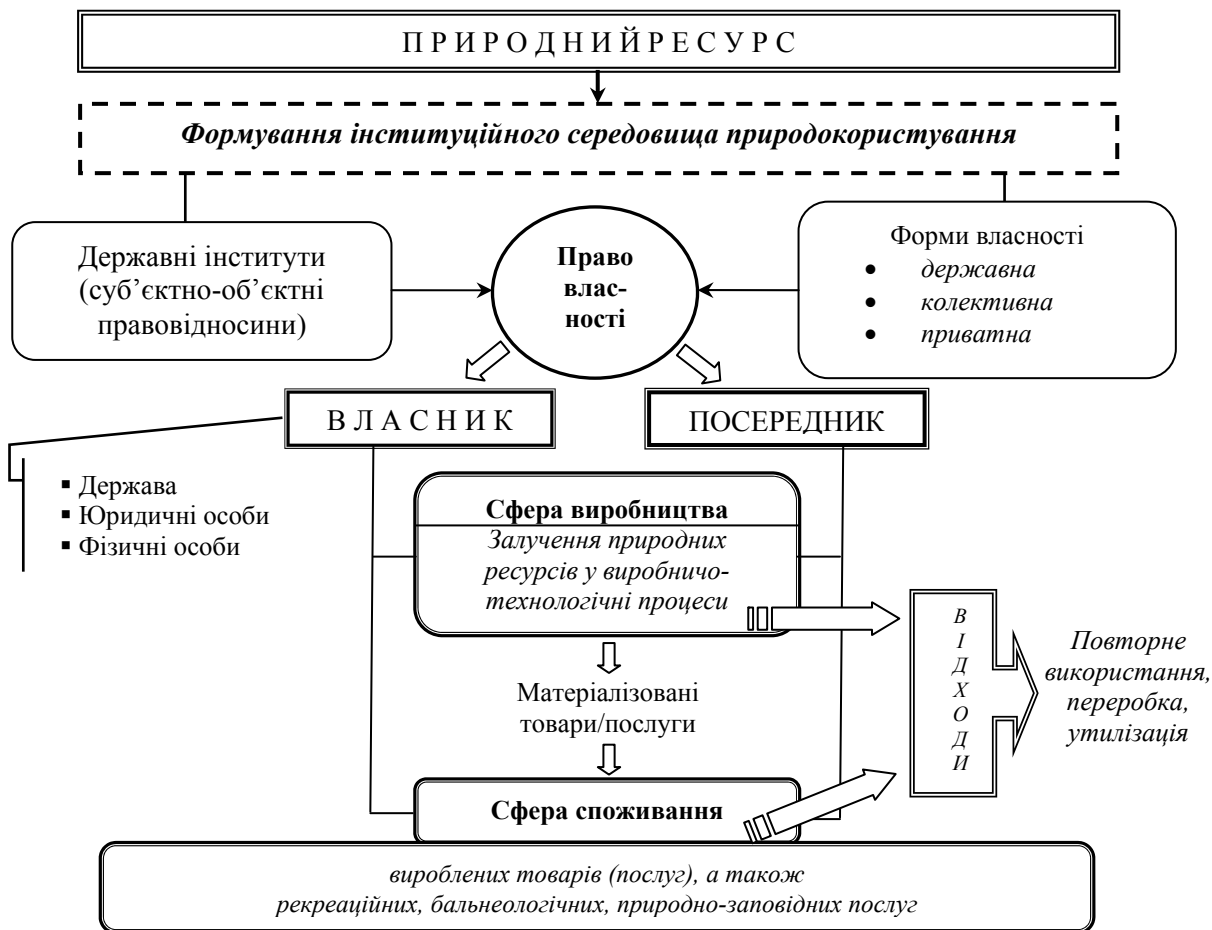 П Р И Р О Д Н И Й Р Е С У Р С
Формування інституційного середовища природокористування
Державні інститути
(суб’єктно-об’єктні
правовідносини)
Право
влас-
ності
Форми власності
● державна
● колективна
● приватна
В Л А С Н И К
ПОСЕРЕДНИК
▪ Держава
▪ Юридичні особи
▪ Фізичні особи
Сфера виробництва
Залучення природних
ресурсів у виробничо-
технологічні процеси
Матеріалізовані
товари/послуги
В
І
Д
Х
О
Д
И
Повторне
використання,
переробка,
утилізація
Сфера споживання
вироблених товарів (послуг), а також
рекреаційних, бальнеологічних, природно-заповідних послуг